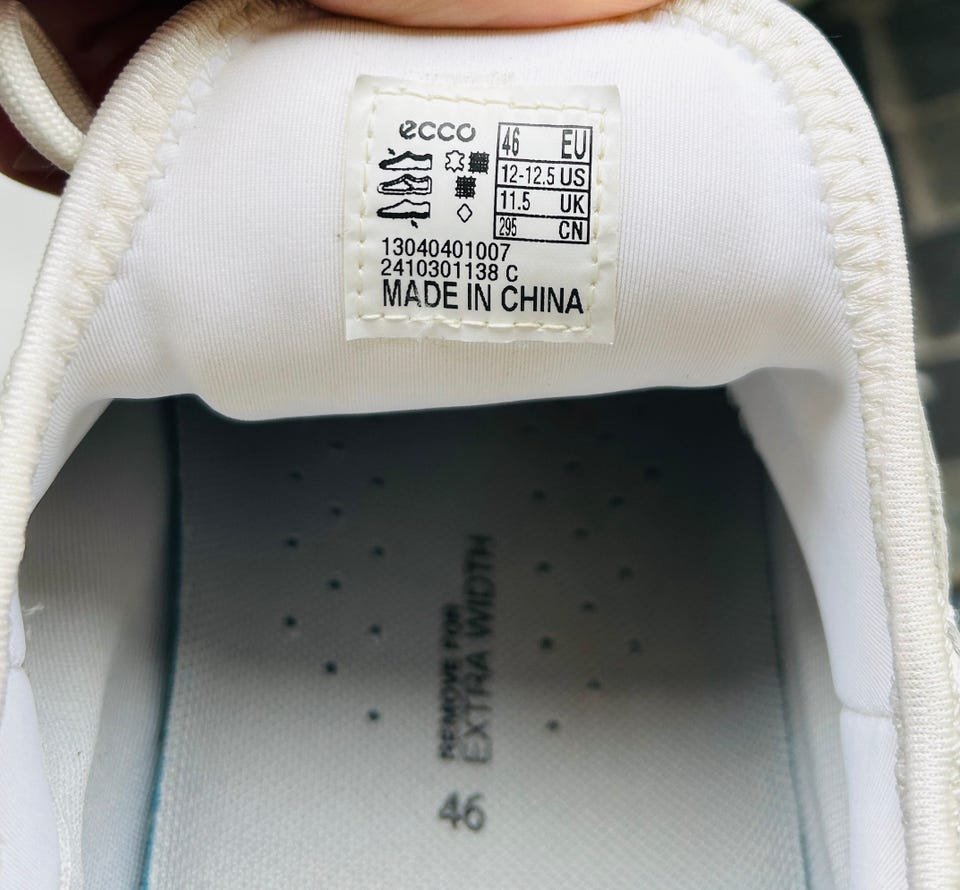 ecco
46 EU
12-12.5 US
11.5 UK
295 CN
13040401007
2410301138 C
MADE IN CHINA
REMOVE FOR
EXTRA WIDTH
46